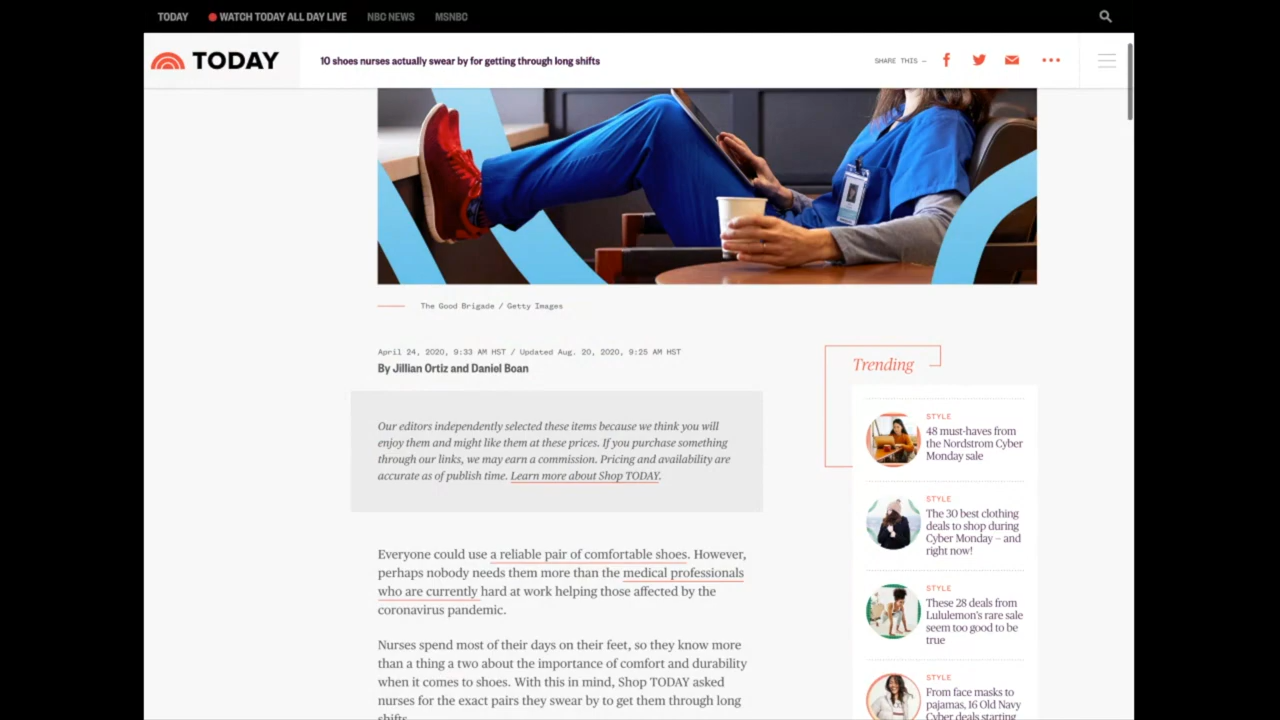 TODAY
WATCH TODAY ALL DAY LIVE
NBC NEWS
MSNBC
TODAY
10 shoes nurses actually swear by for getting through long shifts
SHARE THIS —
The Good Brigade / Getty Images
April 24, 2020, 9:33 AM HST / Updated Aug. 20, 2020, 9:25 AM HST
By Jillian Ortiz and Daniel Boan
Our editors independently selected these items because we think you will
enjoy them and might like them at these prices. If you purchase something
through our links, we may earn a commission. Pricing and availability are
accurate as of publish time. Learn more about Shop TODAY.
Everyone could use a reliable pair of comfortable shoes. However,
perhaps nobody needs them more than the medical professionals
who are currently hard at work helping those affected by the
coronavirus pandemic.
Nurses spend most of their days on their feet, so they know more
than a thing a two about the importance of comfort and durability
when it comes to shoes. With this in mind, Shop TODAY asked
nurses for the exact pairs they swear by to get them through long
shifts.
Trending
STYLE
48 must-haves from
the Nordstrom Cyber
Monday sale
STYLE
The 30 best clothing
deals to shop during
Cyber Monday — and
right now!
STYLE
These 28 deals from
Lululemon's rare sale
seem too good to be
true
STYLE
From face masks to
pajamas, 16 Old Navy
Cyber deals starting